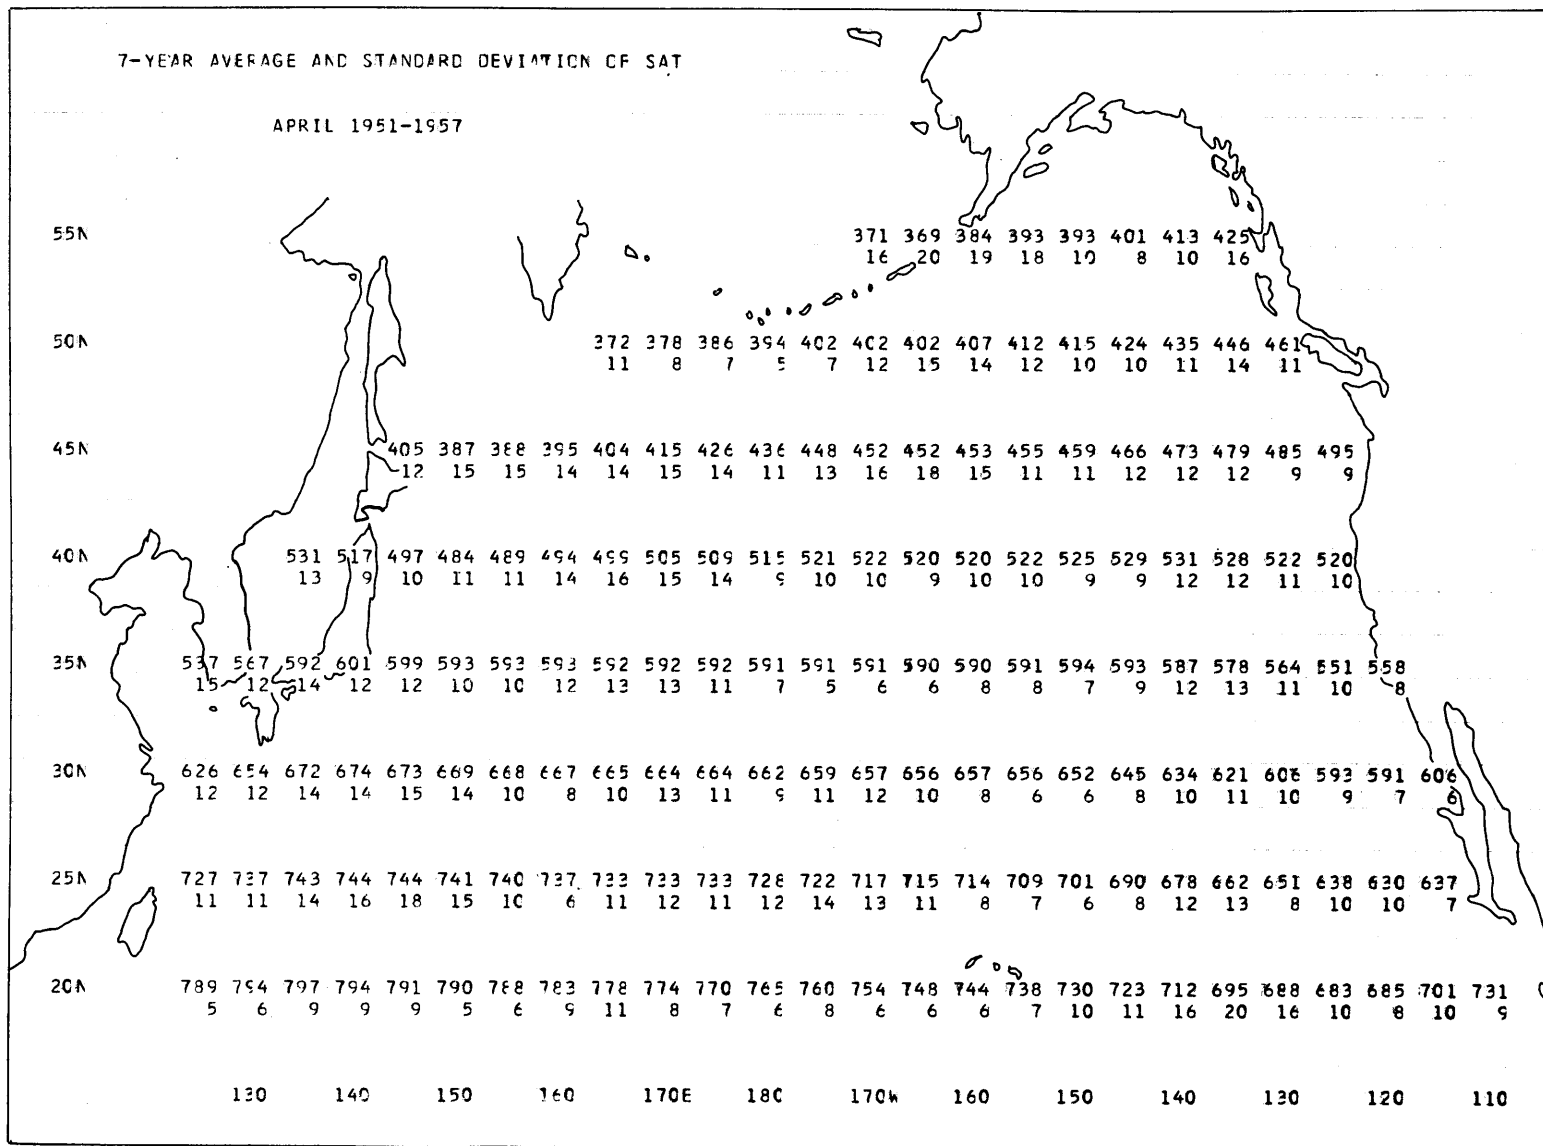 7-YEAR AVERAGE AND STANDARD DEVIATION OF SAT
APRIL 1951-1957
55N 371 369 384 393 393 401 413 425
16 20 19 18 10 8 10 16
50N 372 378 386 394 402 402 402 407 412 415 424 435 446 461
11 8 7 5 7 12 15 14 12 10 10 11 14 11
45N 405 387 388 395 404 415 426 436 448 452 452 453 455 459 466 473 479 485 495
12 15 15 14 14 15 14 11 13 16 18 15 11 11 12 12 12 9 9
40N 531 517 497 484 489 494 499 505 509 515 521 522 520 520 522 525 529 531 528 522 520
13 9 10 11 11 14 16 15 14 9 10 10 9 10 10 9 9 12 12 11 10
35N 537 567 592 601 599 593 593 593 592 592 592 591 591 591 590 590 591 594 593 587 578 564 551 558
15 12 14 12 12 10 10 12 13 13 11 7 5 6 6 8 8 7 9 12 13 11 10 8
30N 626 654 672 674 673 669 668 667 665 664 664 662 659 657 656 657 656 652 645 634 621 606 593 591 606
12 12 14 14 15 14 10 8 10 13 11 9 11 12 10 8 6 6 8 10 11 10 9 7 6
25N 727 737 743 744 744 741 740 737 733 733 733 728 722 717 715 714 709 701 690 678 662 651 638 630 637
11 11 14 16 18 15 10 6 11 12 11 12 14 13 11 8 7 6 8 12 13 8 10 10 7
20N 789 794 797 794 791 790 788 783 778 774 770 765 760 754 748 744 738 730 723 712 695 688 683 685 701 731
5 6 9 9 9 5 6 9 11 8 7 6 8 6 6 6 7 10 11 16 20 16 10 8 10 9
130 140 150 160 170E 180 170W 160 150 140 130 120 110